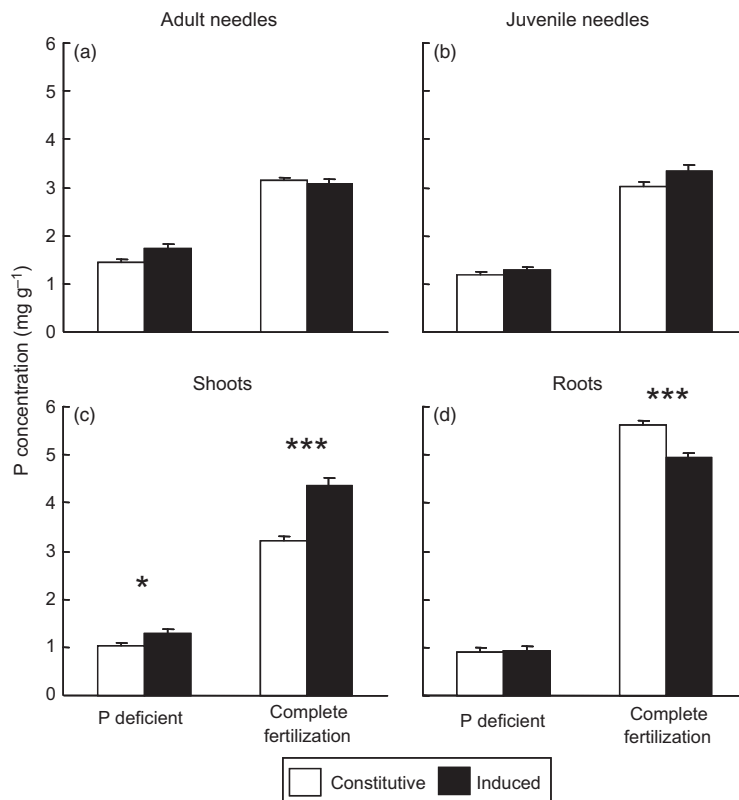 Adult needles
Juvenile needles
(a)
(b)
6
5
4
3
2
1
0
P concentration (mg g⁻¹)
Shoots
Roots
(c)
(d)
6
5
4
3
2
1
0
*
***
***
P deficient
Complete
fertilization
P deficient
Complete
fertilization
Constitutive
Induced